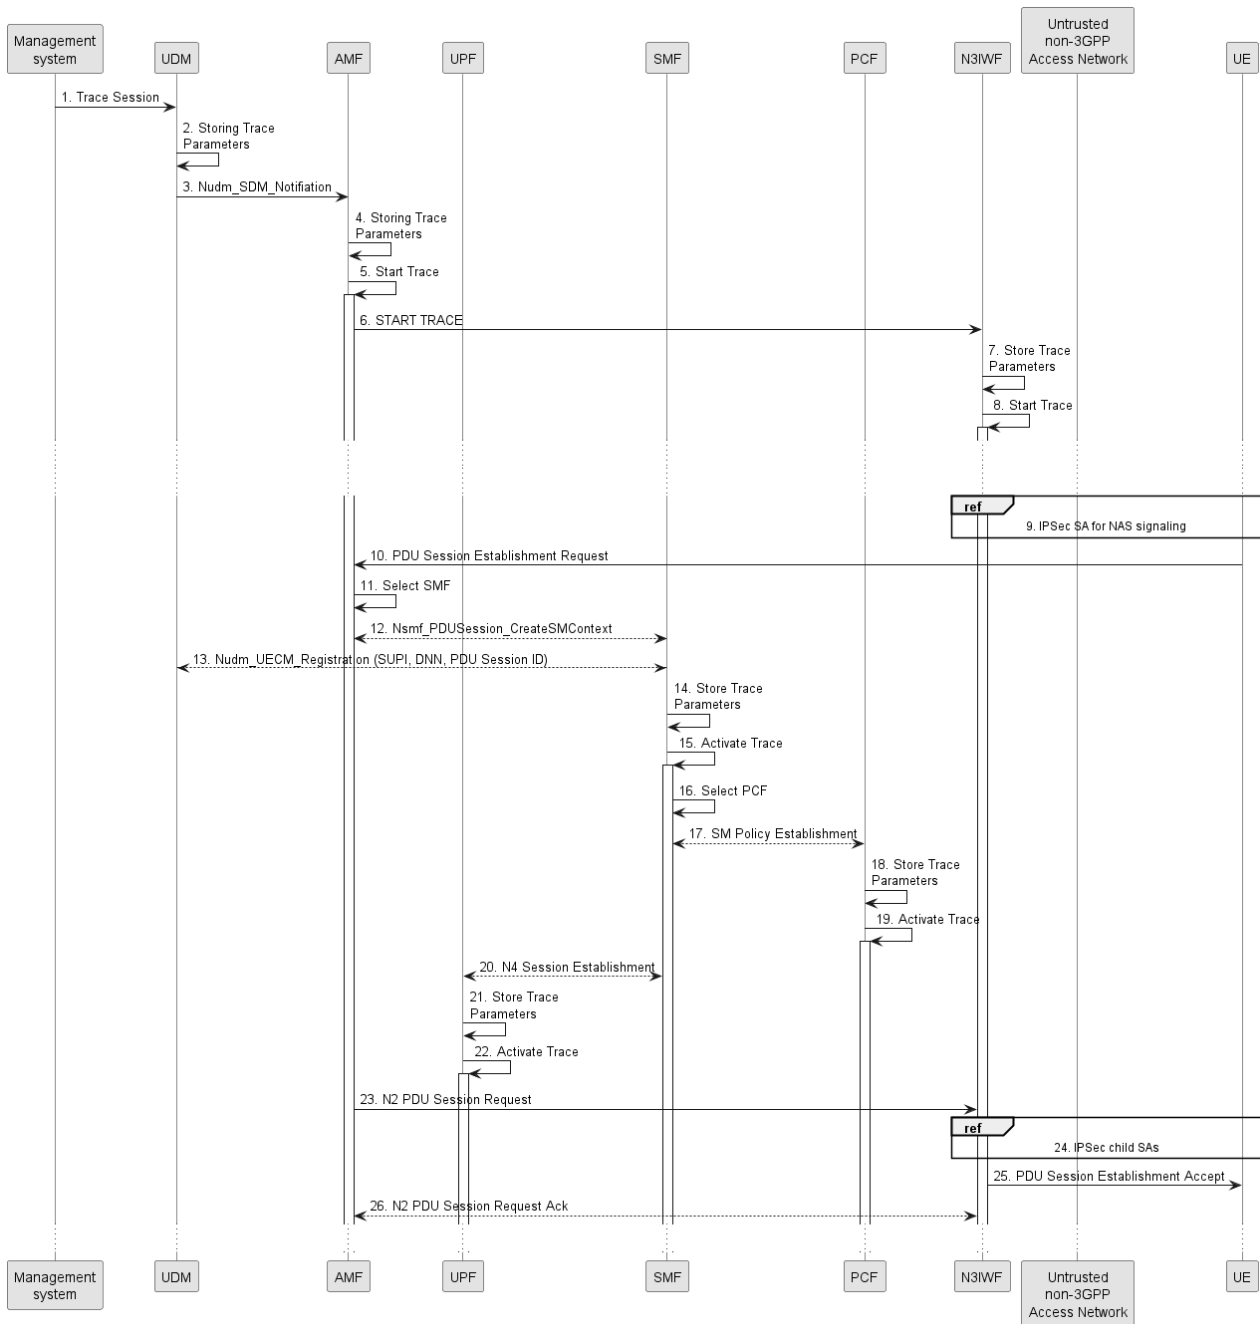 Management
system
UDM
AMF
UPF
SMF
PCF
N3IWF
Untrusted
non-3GPP
Access Network
UE
1. Trace Session
2. Storing Trace
Parameters
3. Nudm_SDM_Notifiation
4. Storing Trace
Parameters
5. Start Trace
6. START TRACE
7. Store Trace
Parameters
8. Start Trace
ref
9. IPSec SA for NAS signaling
10. PDU Session Establishment Request
11. Select SMF
12. Nsmf_PDUSession_CreateSMContext
13. Nudm_UECM_Registration (SUPI, DNN, PDU Session ID)
14. Store Trace
Parameters
15. Activate Trace
16. Select PCF
17. SM Policy Establishment
18. Store Trace
Parameters
19. Activate Trace
20. N4 Session Establishment
21. Store Trace
Parameters
22. Activate Trace
23. N2 PDU Session Request
ref
24. IPSec child SAs
25. PDU Session Establishment Accept
26. N2 PDU Session Request Ack
Management
system
UDM
AMF
UPF
SMF
PCF
N3IWF
Untrusted
non-3GPP
Access Network
UE